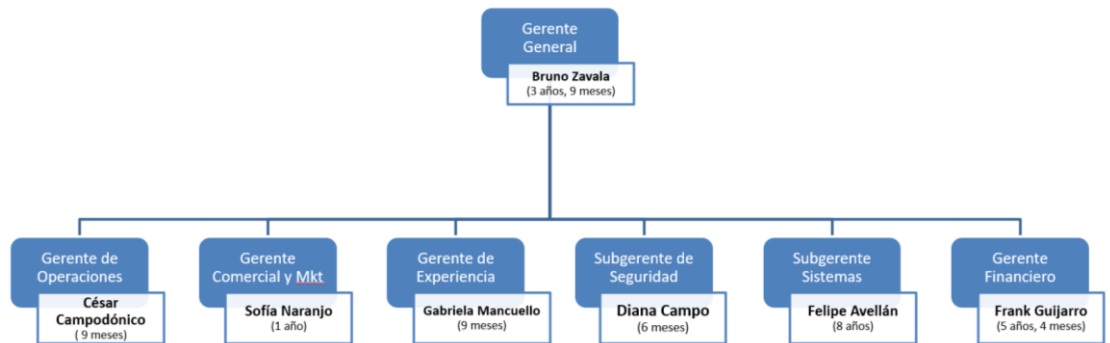 Gerente
General
Bruno Zavala
(3 años, 9 meses)
Gerente de
Operaciones
César
Campodónico
( 9 meses)
Gerente
Comercial y Mkt
Sofía Naranjo
(1 año)
Gerente de
Experiencia
Gabriela Mancuello
(9 meses)
Subgerente de
Seguridad
Diana Campo
(6 meses)
Subgerente
Sistemas
Felipe Avellán
(8 años)
Gerente
Financiero
Frank Guijarro
(5 años, 4 meses)